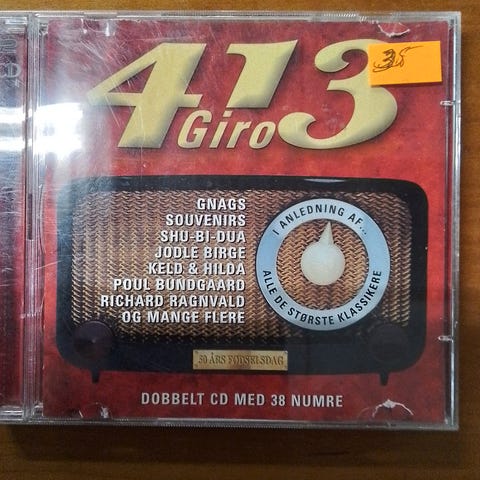 413
Giro
35
GNAGS
SOUVENIRS
SHU-BI-DUA
JODLE BIRGE
KELD & HILDA
POUL BUNDGAARD
RICHARD RAGNVALD
OG MANGE FLERE
I ANLEDNING AF...
ALLE DE STØRSTE KLASSIKERE
50 ÅRS FØDSELSDAG
DOBBELT CD MED 38 NUMRE